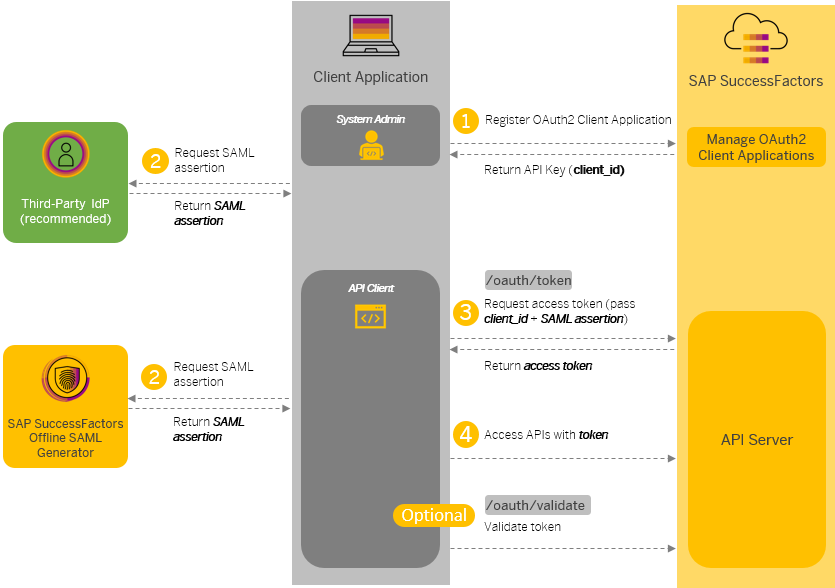 Client Application
SAP SuccessFactors
System Admin
1
Register OAuth2 Client Application
Manage OAuth2
Client Applications
Return API Key (client_id)
2
Request SAML
assertion
Third-Party IdP
(recommended)
Return SAML
assertion
API Client
</>
/oauth/token
3
Request access token (pass
client_id + SAML assertion)
Return access token
2
Request SAML
assertion
SAP SuccessFactors
Offline SAML
Generator
Return SAML
assertion
4
Access APIs with token
API Server
Optional
/oauth/validate
Validate token